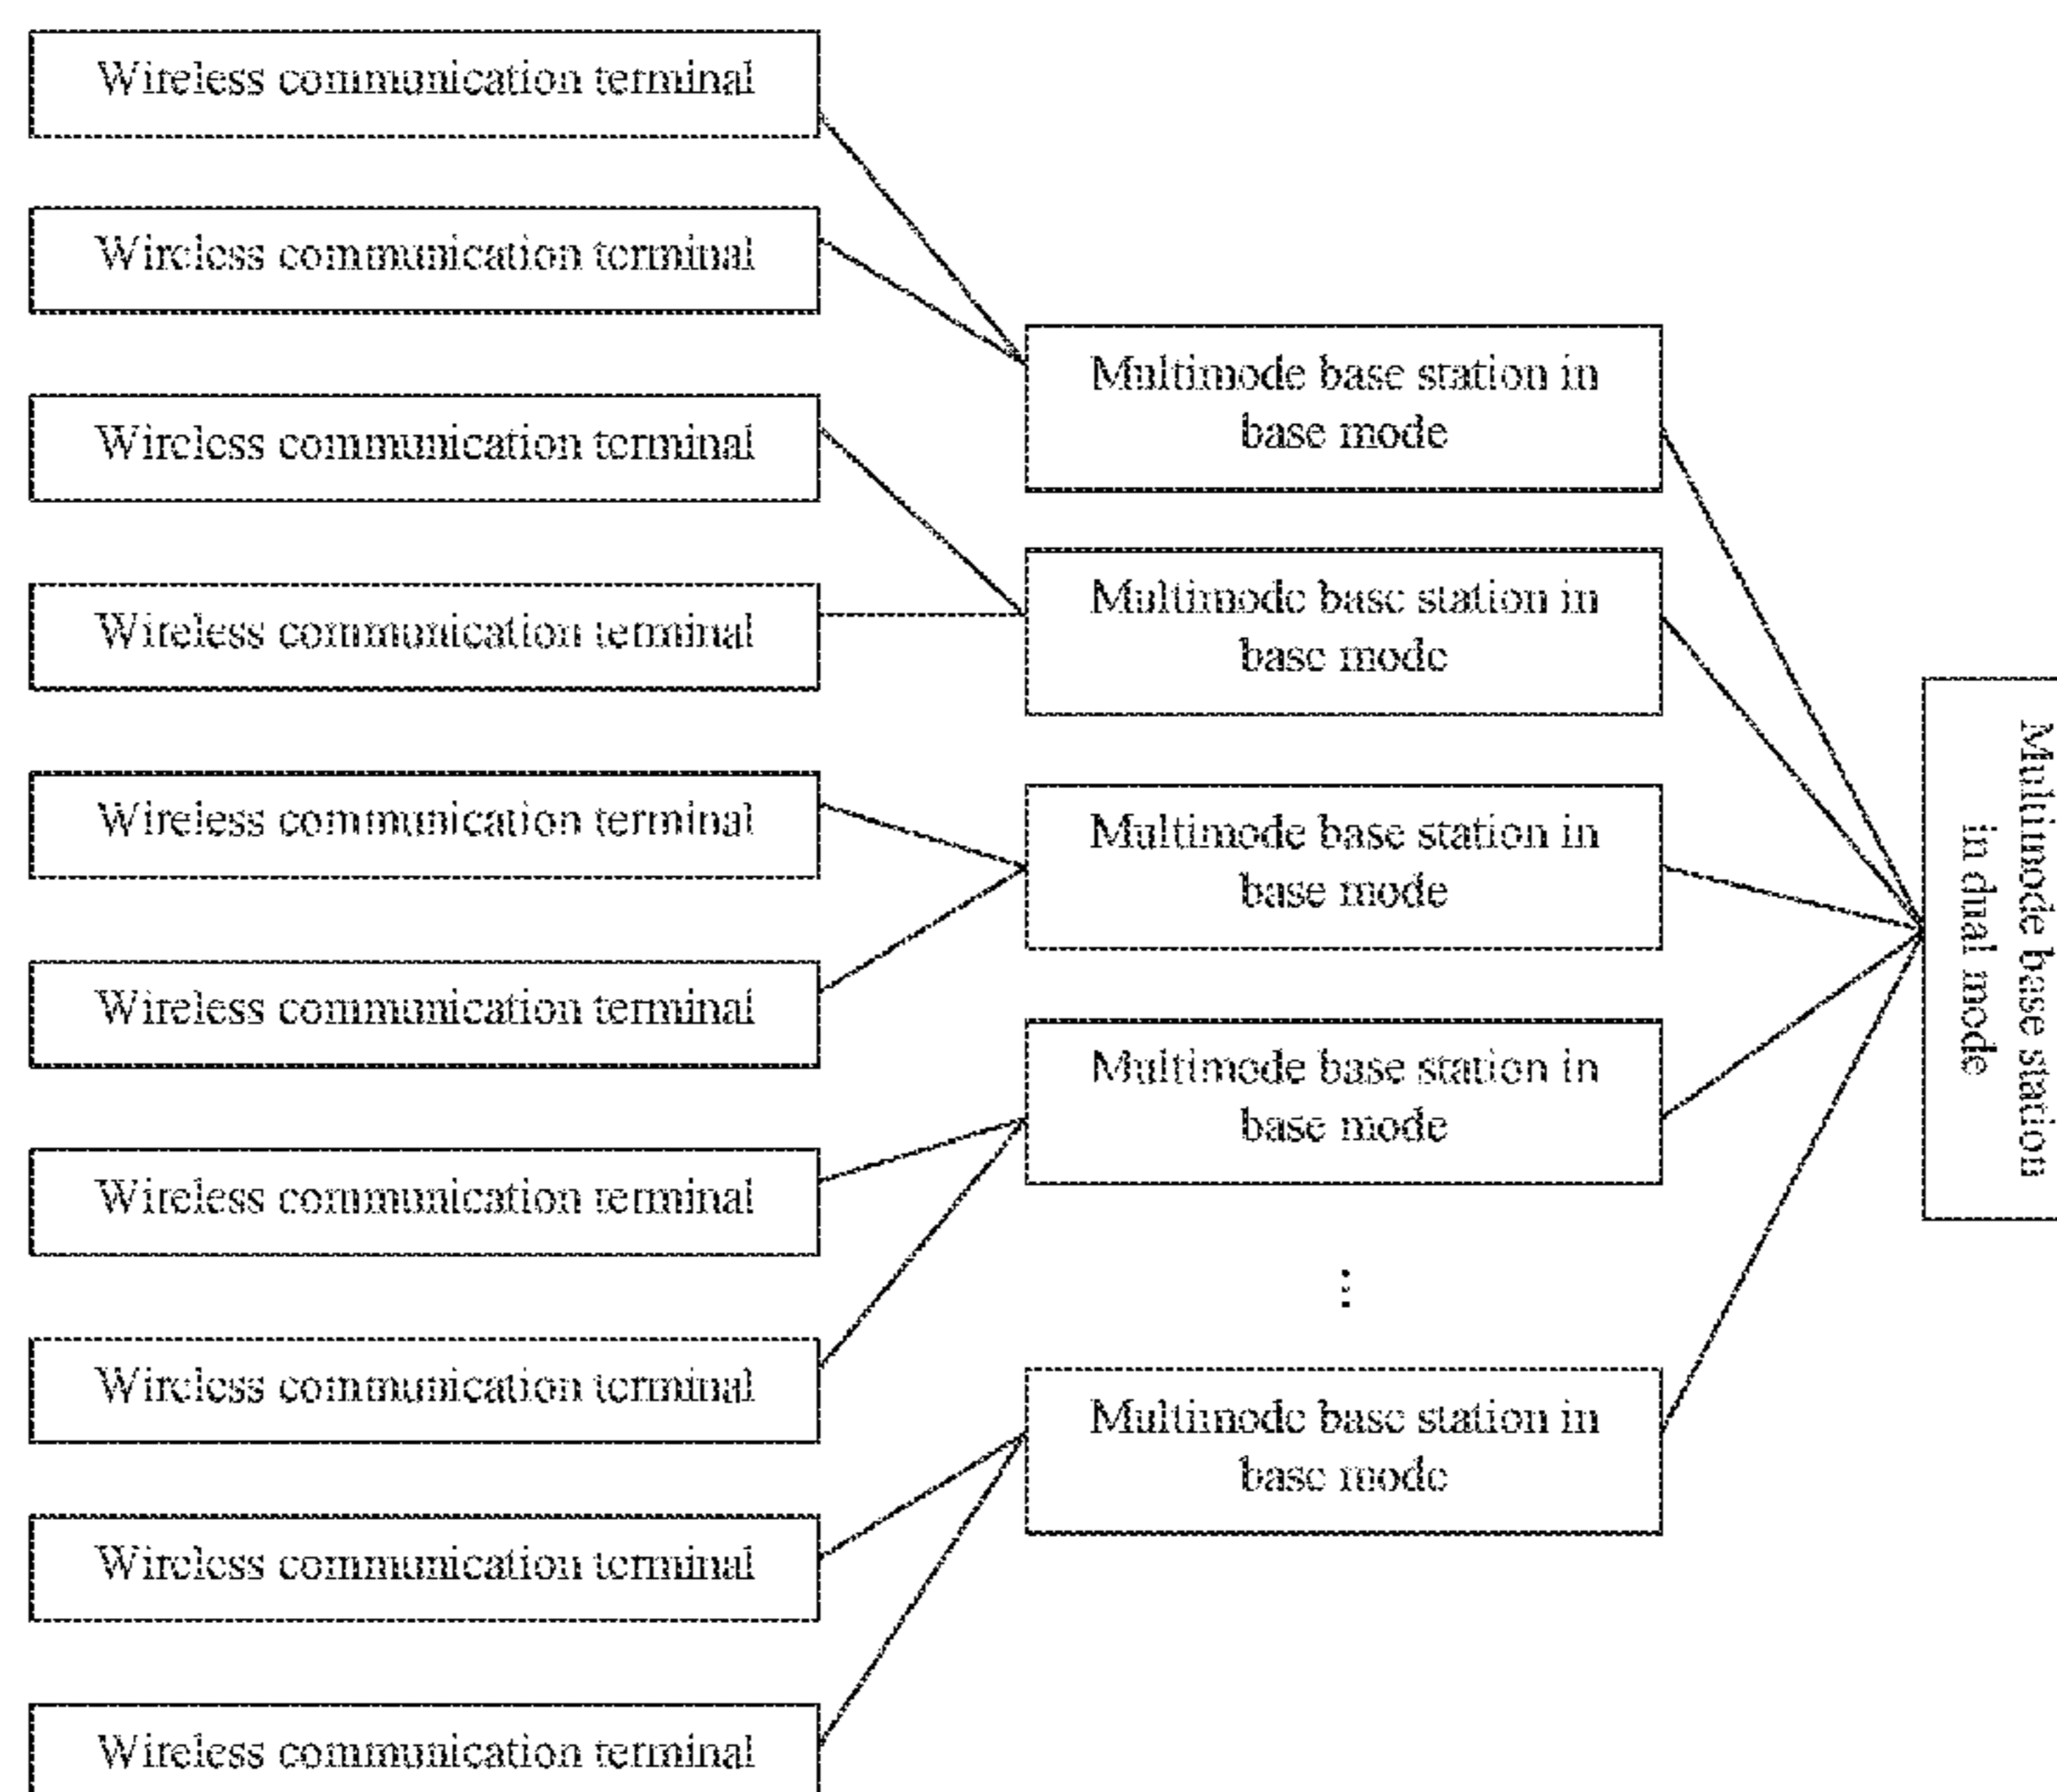 Wireless communication terminal
Wireless communication terminal
Wireless communication terminal
Wireless communication terminal
Wireless communication terminal
Wireless communication terminal
Wireless communication terminal
Wireless communication terminal
Wireless communication terminal
Wireless communication terminal
Multimode base station in
base mode
Multimode base station in
base mode
Multimode base station in
base mode
Multimode base station in
base mode
⋮
Multimode base station in
base mode
Multimode base station
in dual mode